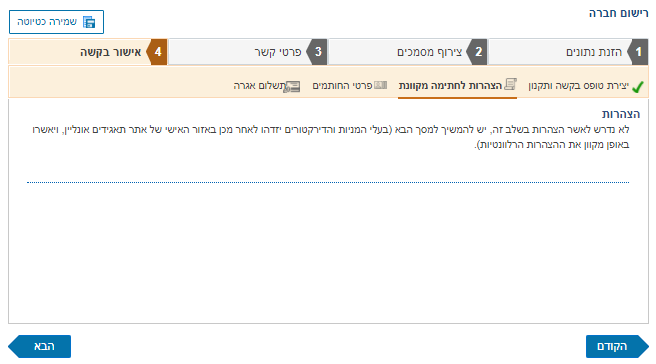 רישום חברה
שמירה כטיוטה
1 הזנת נתונים
2 צירוף מסמכים
3 פרטי קשר
4 אישור בקשה
יצירת טופס בקשה ותקנון
הצהרות לחתימה מקוונת
פרטי החותמים
תשלום אגרה
הצהרות
לא נדרש לאשר הצהרות בשלב זה, יש להמשיך למסך הבא (בעלי המניות והדירקטורים יזדהו לאחר מכן באזור האישי של אתר תאגידים אונליין, ויאשרו
באופן מקוון את ההצהרות הרלוונטיות).
הקודם
הבא